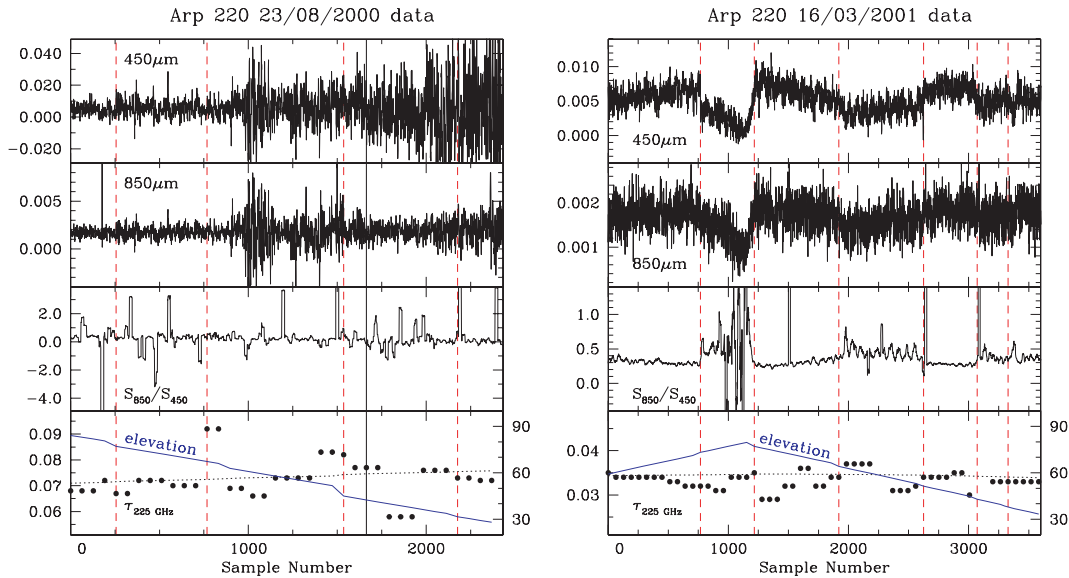 Arp 220 23/08/2000 data
450μm
0.040
0.020
0.000
−0.020
850μm
0.005
0.000
2.0
0.0
−2.0
−4.0
S850/S450
0.09
0.08
0.07
0.06
elevation
τ225 GHz
90
60
30
0
1000
2000
Sample Number
Arp 220 16/03/2001 data
0.010
0.005
0.000
450μm
0.002
0.001
850μm
1.0
0.5
0.0
S850/S450
0.04
0.03
elevation
τ225 GHz
90
60
30
0
1000
2000
3000
Sample Number